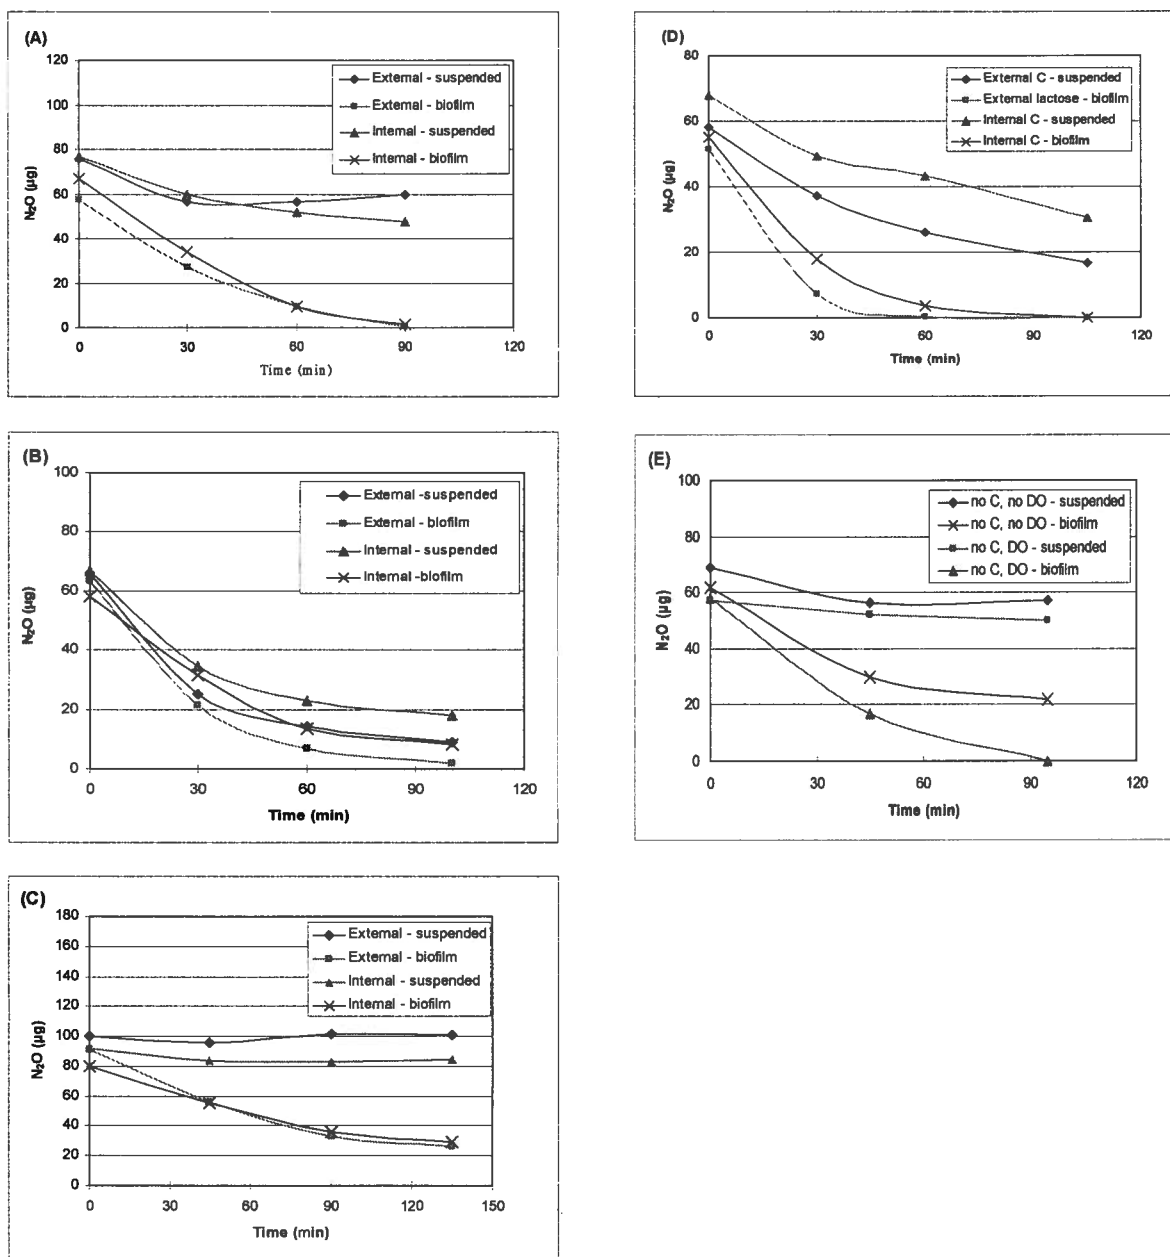 (A)
120
100
80
60
40
20
0
N₂O (µg)
External - suspended
External - biofilm
Internal - suspended
Internal - biofilm
0 30 60 90 120
Time (min)
(B)
100
80
60
40
20
0
N₂O (µg)
External -suspended
External - biofilm
Internal - suspended
Internal -biofilm
0 30 60 90 120
Time (min)
(C)
180
160
140
120
100
80
60
40
20
0
N₂O (µg)
External - suspended
External - biofilm
Internal - suspended
Internal - biofilm
0 30 60 90 120 150
Time (min)
(D)
80
60
40
20
0
N₂O (µg)
External C - suspended
External lactose - biofilm
Internal C - suspended
Internal C - biofilm
0 30 60 90 120
Time (min)
(E)
100
80
60
40
20
0
N₂O (µg)
no C, no DO - suspended
no C, no DO - biofilm
no C, DO - suspended
no C, DO - biofilm
0 30 60 90 120
Time (min)